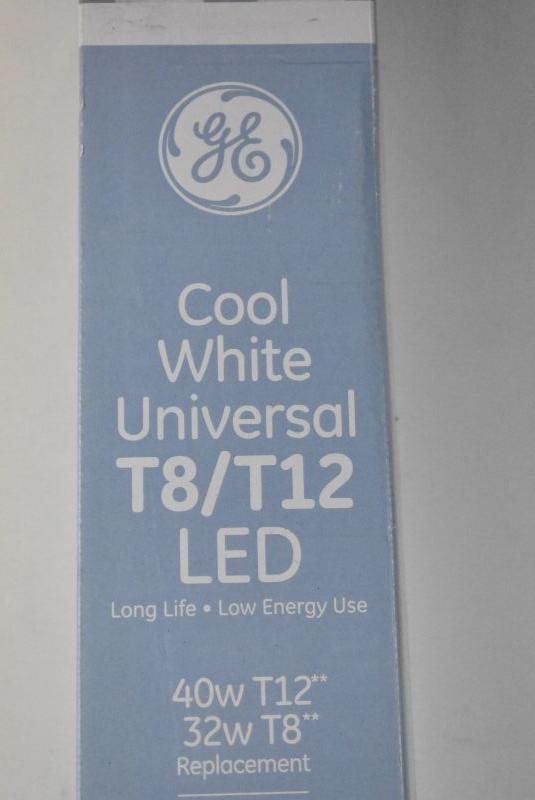 GE
Cool
White
Universal
T8/T12
LED
Long Life • Low Energy Use
40w T12**
32w T8**
Replacement